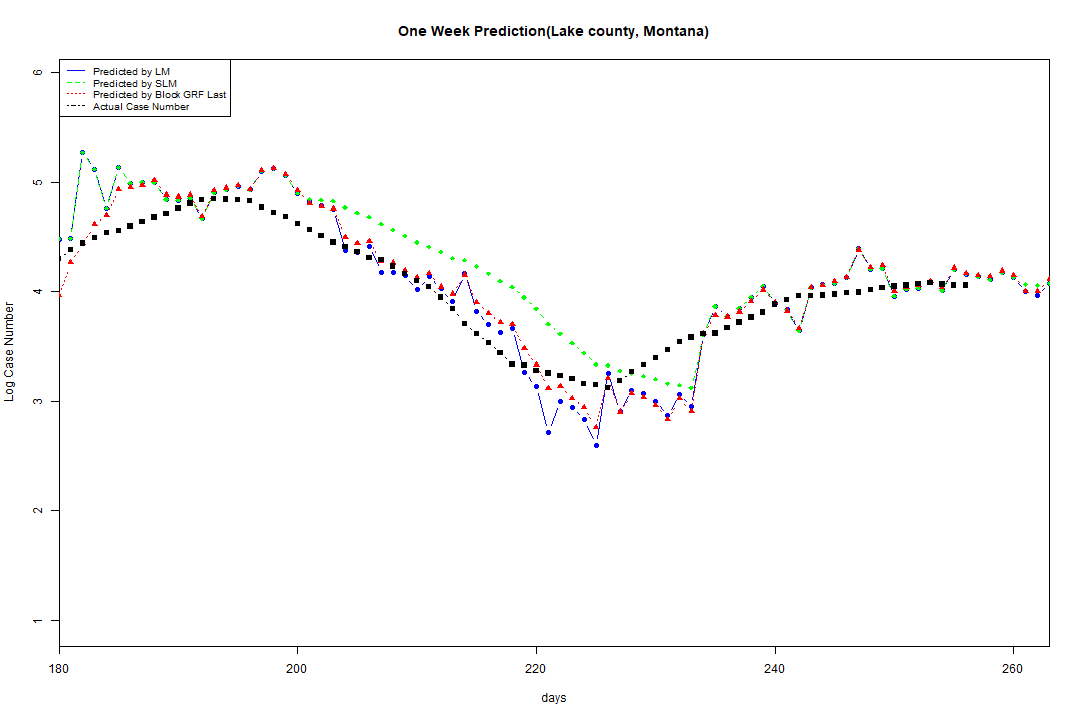 One Week Prediction(Lake county, Montana)
Predicted by LM
Predicted by SLM
Predicted by Block GRF Last
Actual Case Number
6
5
4
3
2
1
Log Case Number
180
200
220
240
260
days